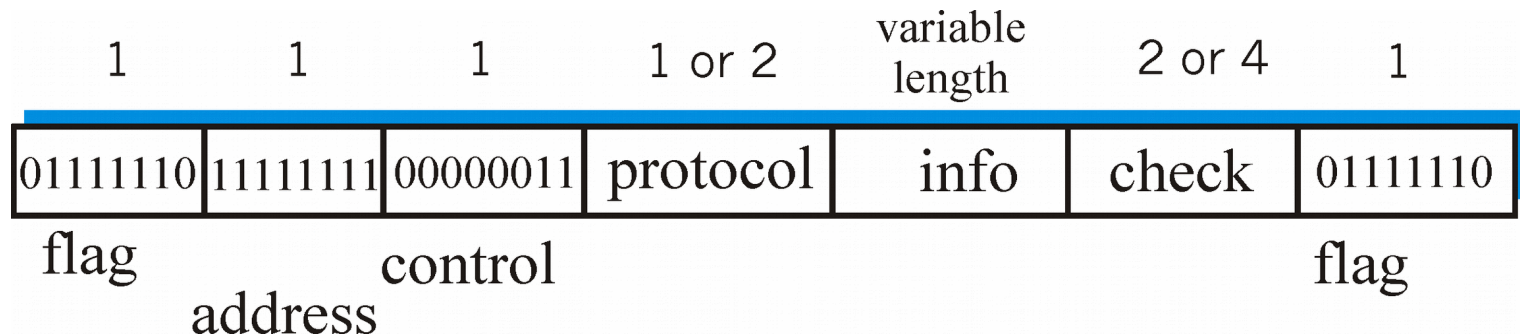 1 1 1 1 or 2 variable length 2 or 4 1
01111110 11111111 00000011 protocol info check 01111110
flag address control flag